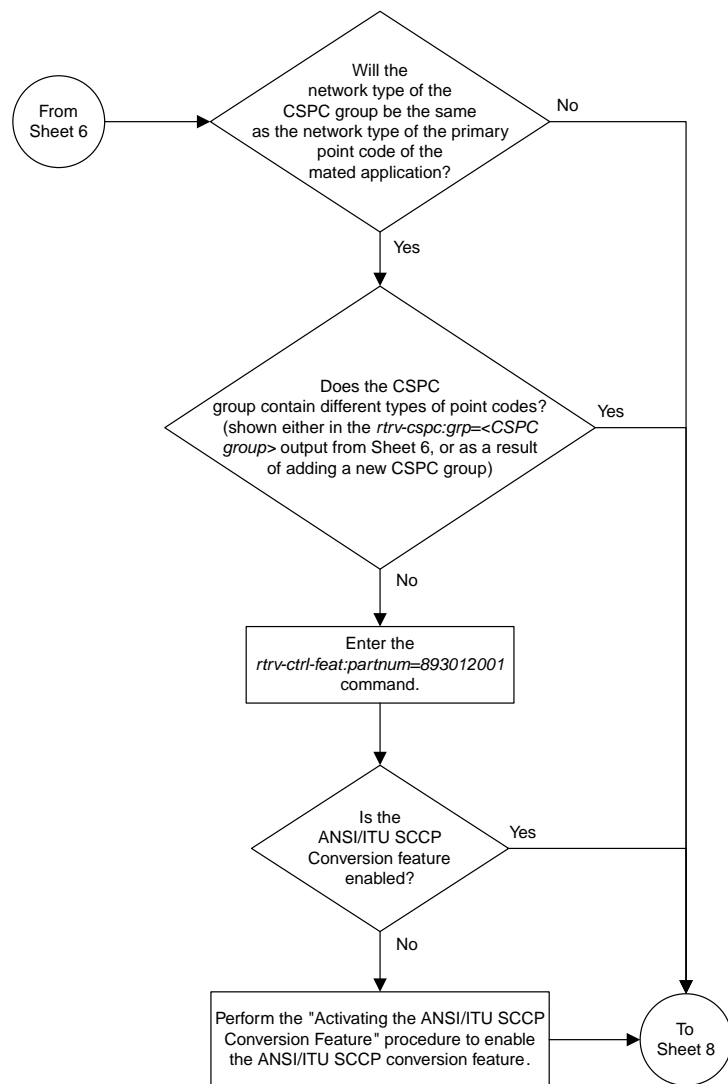 From
Sheet 6
Will the
network type of the
CSPC group be the same
as the network type of the primary
point code of the
mated application?
No
Yes
Does the CSPC
group contain different types of point codes?
(shown either in the rtrv-cspc:grp=<CSPC
group> output from Sheet 6, or as a result
of adding a new CSPC group)
Yes
No
Enter the
rtrv-ctrl-feat:partnum=893012001
command.
Is the
ANSI/ITU SCCP
Conversion feature
enabled?
Yes
No
Perform the "Activating the ANSI/ITU SCCP
Conversion Feature" procedure to enable
the ANSI/ITU SCCP conversion feature.
To
Sheet 8